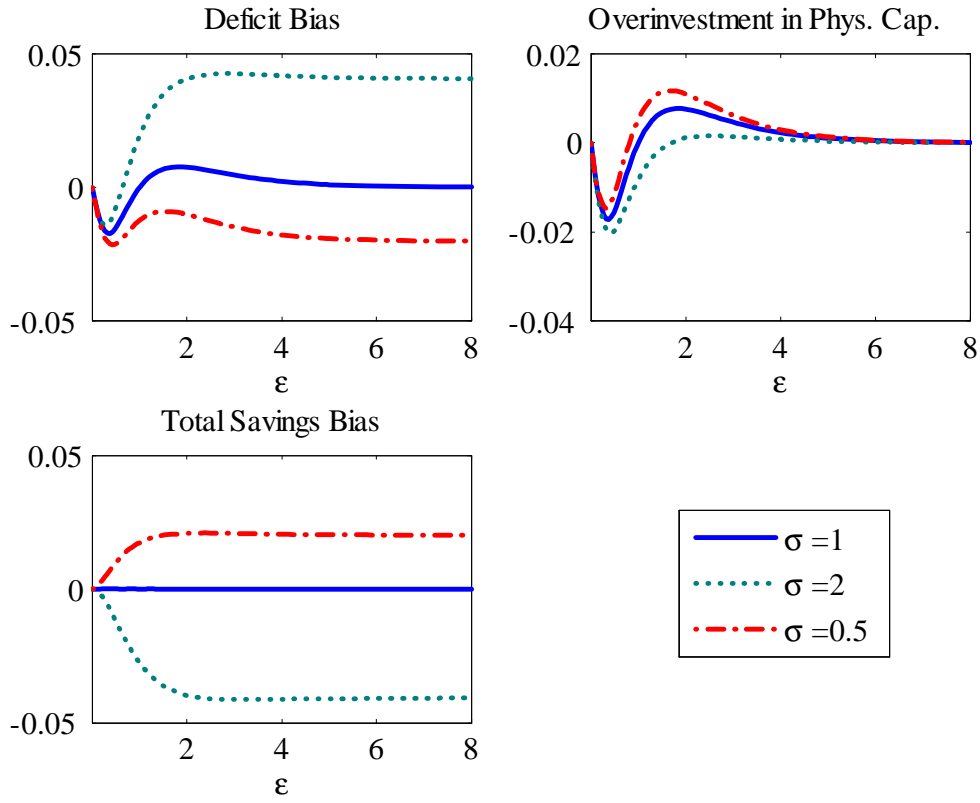 Deficit Bias
0.05
0
-0.05
2 4 6 8
ε
Overinvestment in Phys. Cap.
0.02
0
-0.02
-0.04
2 4 6 8
ε
Total Savings Bias
0.05
0
-0.05
2 4 6 8
ε
σ =1
σ =2
σ =0.5